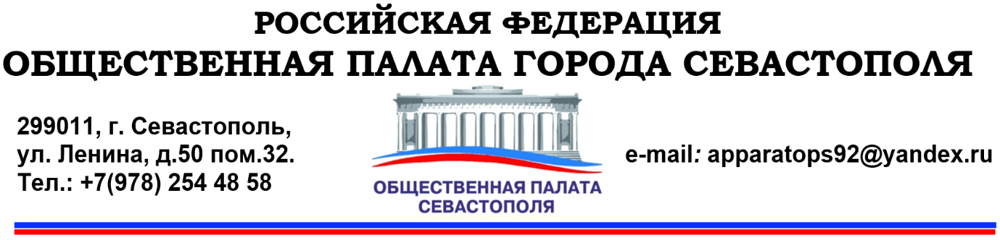 РОССИЙСКАЯ ФЕДЕРАЦИЯ
ОБЩЕСТВЕННАЯ ПАЛАТА ГОРОДА СЕВАСТОПОЛЯ
299011, г. Севастополь,
ул. Ленина, д.50 пом.32.
Тел.: +7(978) 254 48 58
ОБЩЕСТВЕННАЯ ПАЛАТА
СЕВАСТОПОЛЯ
e-mail: apparatops92@yandex.ru